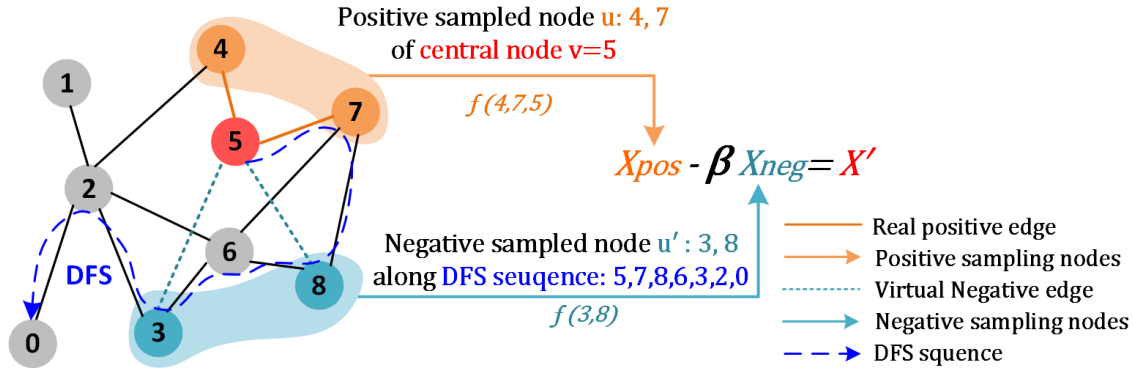 Positive sampled node u: 4, 7
of central node v=5
f(4,7,5)
4
1
7
5
2
Xpos - β Xneg= X′
6
Negative sampled node u′ : 3, 8
along DFS seuqence: 5,7,8,6,3,2,0
f(3,8)
DFS
8
3
0
Real positive edge
Positive sampling nodes
Virtual Negative edge
Negative sampling nodes
DFS squence